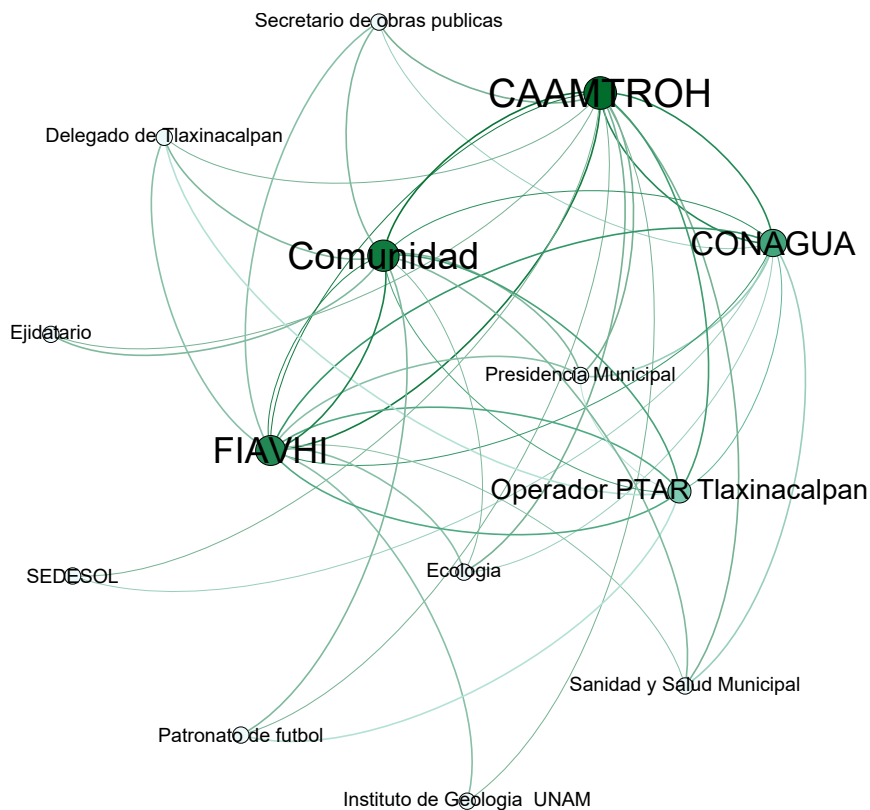 Secretario de obras publicas
CAAMTROH
Delegado de Tlaxinacalpan
Comunidad
CONAGUA
Ejidatario
Presidencia Municipal
FIAVHI
Operador PTAR Tlaxinacalpan
SEDESOL
Ecologia
Sanidad y Salud Municipal
Patronato de futbol
Instituto de Geologia  UNAM